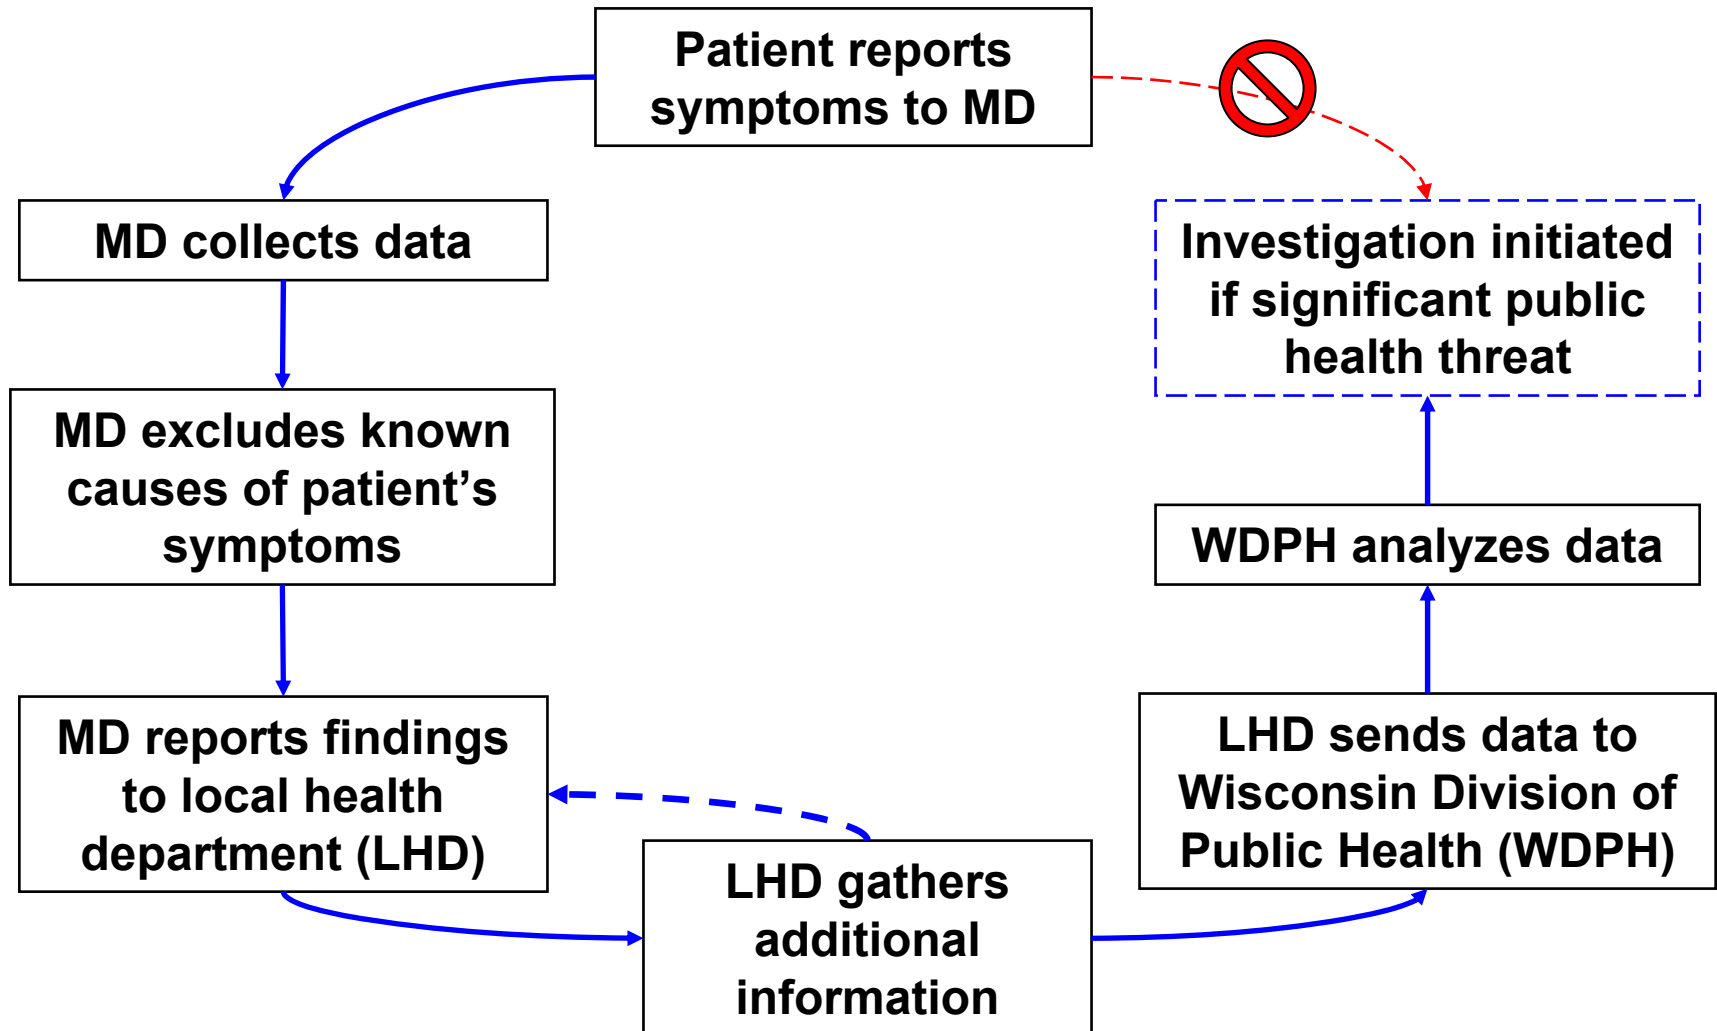 Patient reports
symptoms to MD
MD collects data
MD excludes known
causes of patient’s
symptoms
MD reports findings
to local health
department (LHD)
LHD gathers
additional
information
LHD sends data to
Wisconsin Division of
Public Health (WDPH)
WDPH analyzes data
Investigation initiated
if significant public
health threat